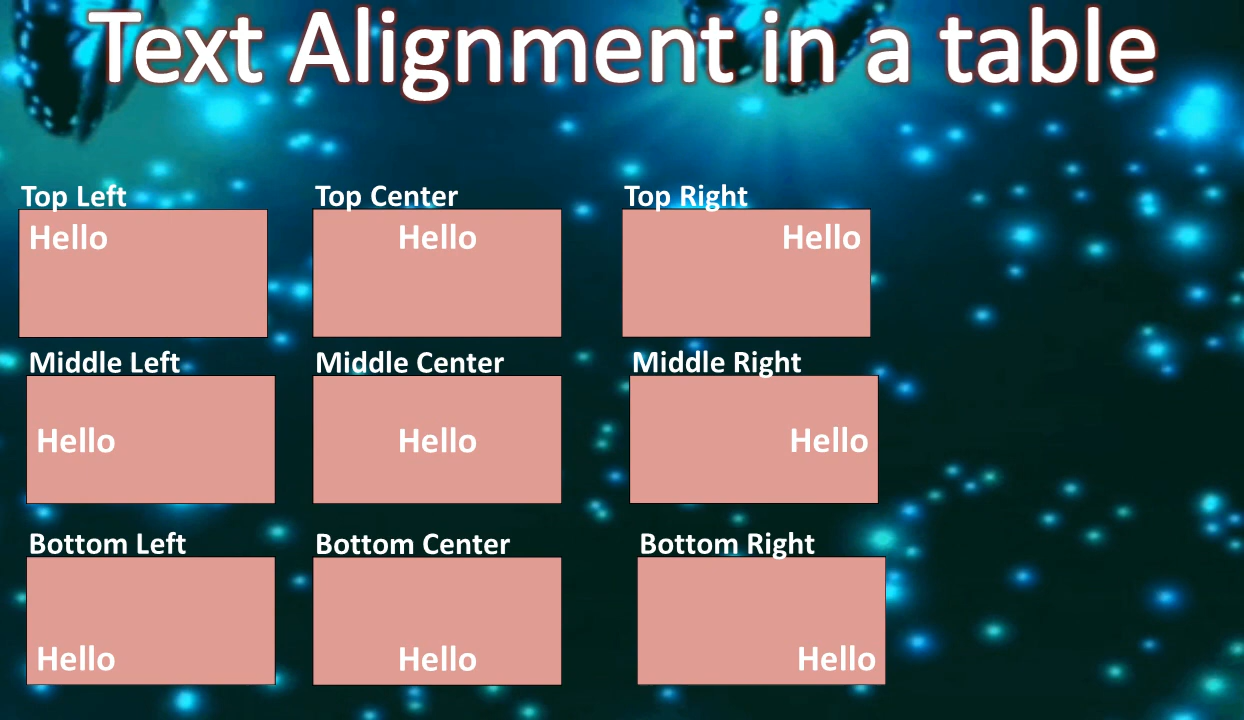 Text Alignment in a table
Top Left
Top Center
Top Right
Hello
Hello
Hello
Middle Left
Middle Center
Middle Right
Hello
Hello
Hello
Bottom Left
Bottom Center
Bottom Right
Hello
Hello
Hello